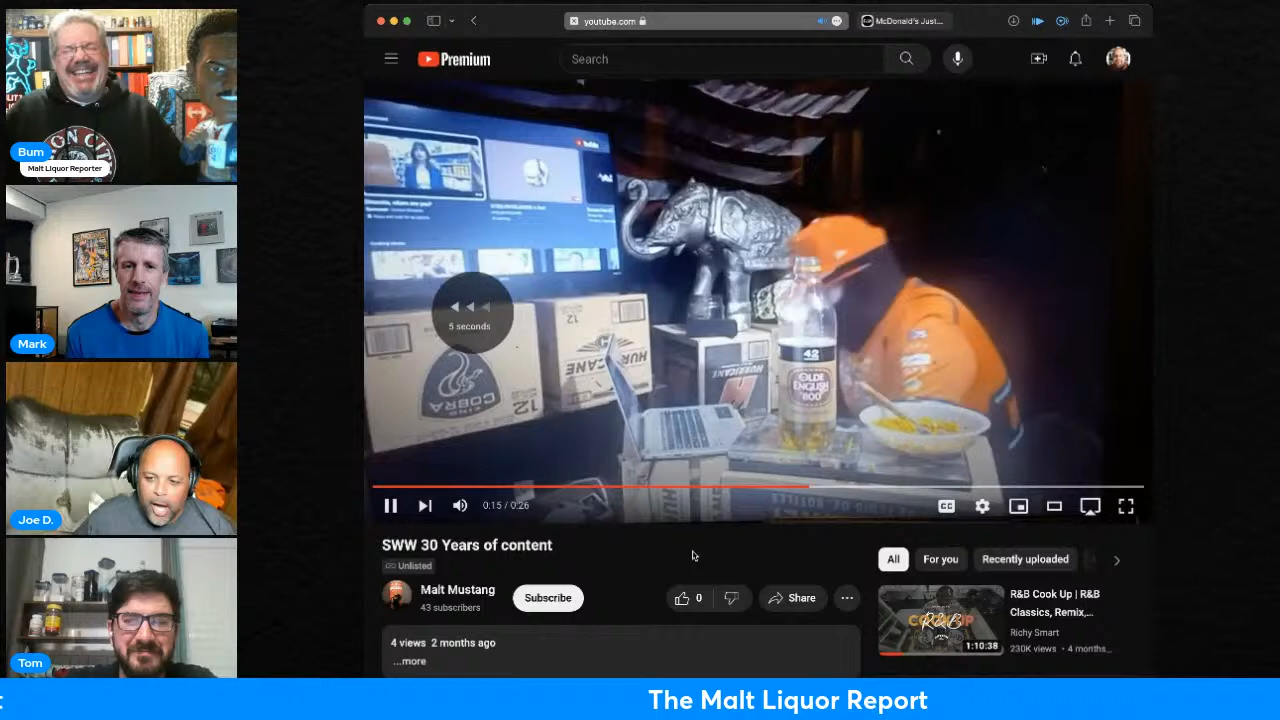 youtube.com
McDonald's Just...
Premium
Search
Bum
Malt Liquor Reporter
Mark
Joe D.
Tom
5 seconds
12
HURRICANE
HURRICANE
COBRA
12
42
OLDE
ENGLISH
"800"
0:15 / 0:26
CC
SWW 30 Years of content
Unlisted
Malt Mustang
43 subscribers
Subscribe
0
Share
4 views 2 months ago
...more
All
For you
Recently uploaded
R&B
1:10:38
R&B Cook Up | R&B
Classics, Remix,...
Richy Smart
230K views • 4 months...
The Malt Liquor Report